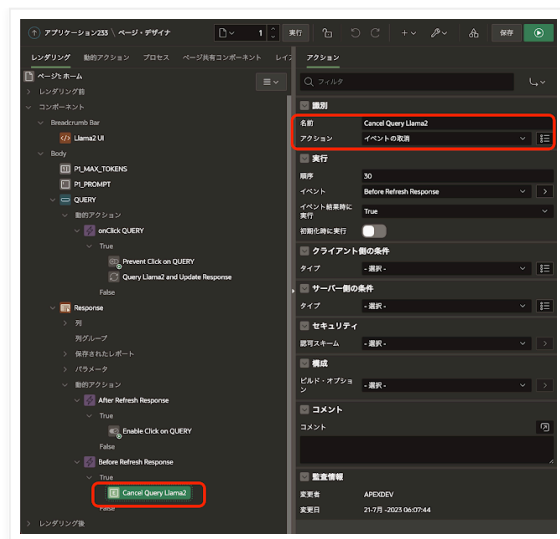 アプリケーション233 \ ページ・デザイナ
1
実行
保存
レンダリング 動的アクション プロセス ページ共有コンポーネント
アクション
ページ1: ホーム
レンダリング前
コンポーネント
Breadcrumb Bar
Llama2 UI
Body
P1_MAX_TOKENS
P1_PROMPT
QUERY
動的アクション
onClick QUERY
True
Prevent Click on QUERY
Query Llama2 and Update Response
False
Response
列
列グループ
保存されたレポート
パラメータ
動的アクション
After Refresh Response
True
Enable Click on QUERY
False
Before Refresh Response
True
Cancel Query Llama2
False
レンダリング後
フィルタ
識別
名前 Cancel Query Llama2
アクション イベントの取消
実行
順序 30
イベント Before Refresh Response
イベント結果時に
実行 True
初期化時に実行
クライアント側の条件
タイプ - 選択 -
サーバー側の条件
タイプ - 選択 -
セキュリティ
認可スキーム - 選択 -
構成
ビルド・オプショ
ン - 選択 -
コメント
コメント
監査情報
変更者 APEXDEV
変更日 21-7月 -2023 06:07:44